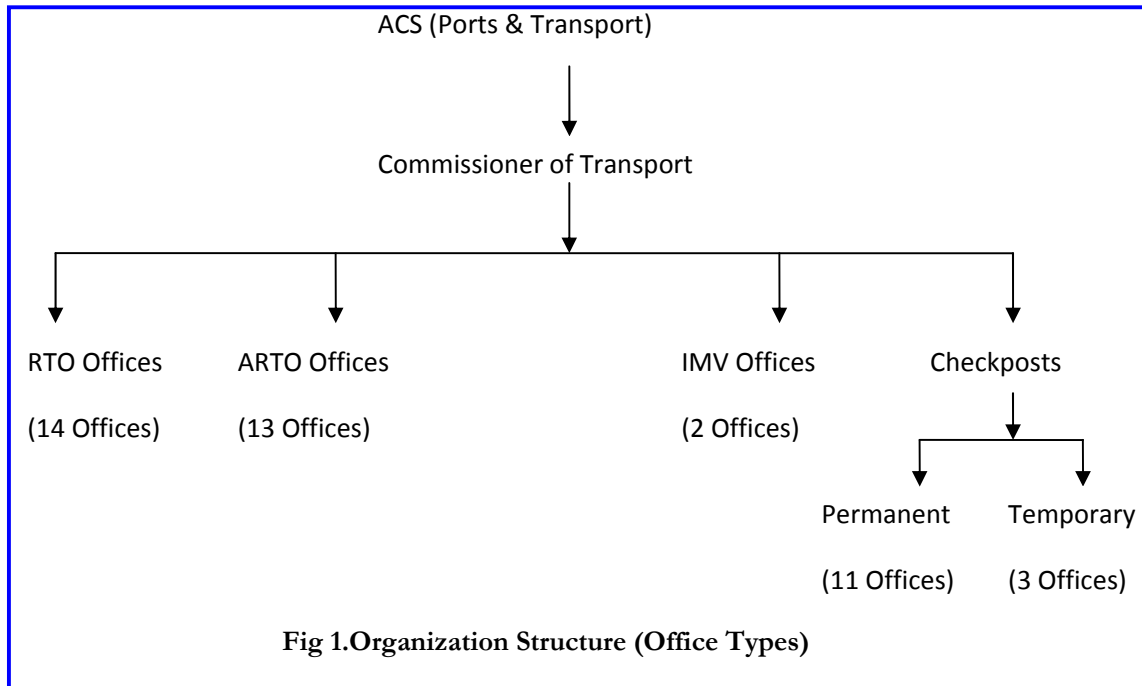 ACS (Ports & Transport)
Commissioner of Transport
RTO Offices ARTO Offices IMV Offices Checkposts
(14 Offices) (13 Offices) (2 Offices)
Permanent Temporary
(11 Offices) (3 Offices)
Fig 1.Organization Structure (Office Types)